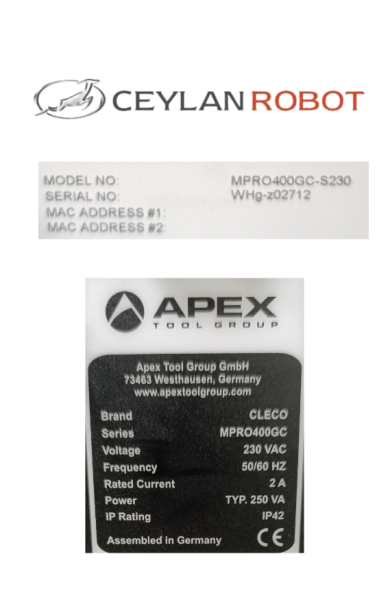 CEYLAN ROBOT
MODEL NO: MPRO400GC-S230
SERIAL NO: WHg-z02712
MAC ADDRESS #1:
MAC ADDRESS #2:
APEX
TOOL GROUP
Apex Tool Group GmbH
73463 Westhausen, Germany
www.apextoolgroup.com
Brand CLECO
Series MPRO400GC
Voltage 230 VAC
Frequency 50/60 HZ
Rated Current 2 A
Power TYP. 250 VA
IP Rating IP42
Assembled in Germany CE